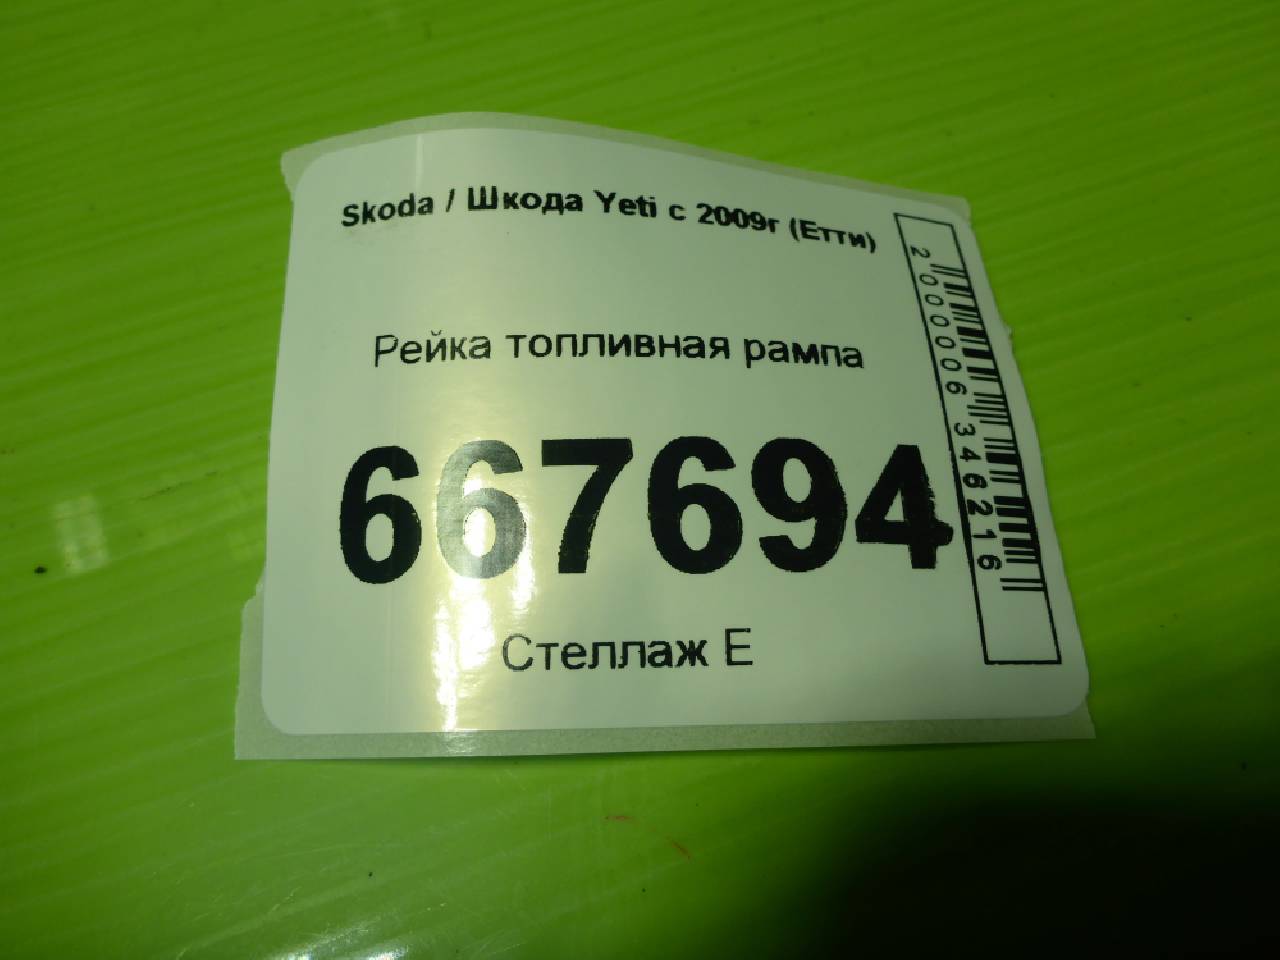 Skoda / Шкода Yeti с 2009г (Етти)
Рейка топливная рампа
667694
Стеллаж Е
2000006346216